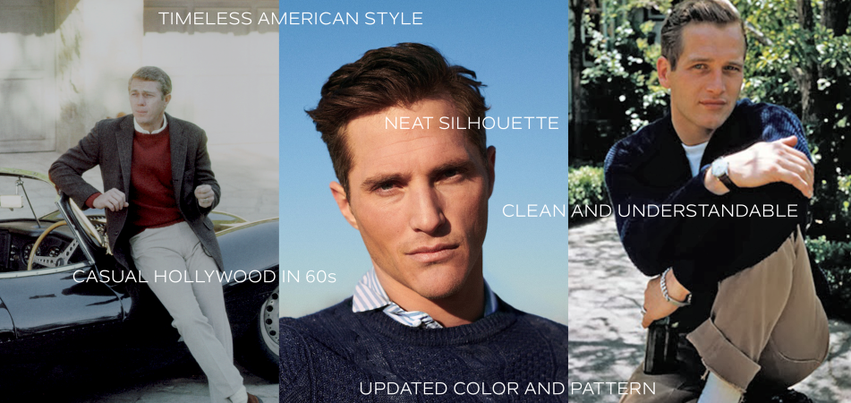 TIMELESS AMERICAN STYLE
NEAT SILHOUETTE
CLEAN AND UNDERSTANDABLE
CASUAL HOLLYWOOD IN 60s
UPDATED COLOR AND PATTERN